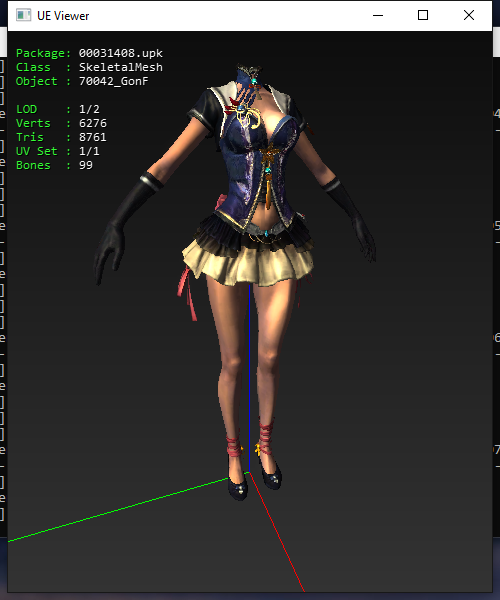 UE Viewer
Package: 00031408.upk
Class : SkeletalMesh
Object : 70042_GonF
LOD : 1/2
Verts : 6276
Tris : 8761
UV Set : 1/1
Bones : 99